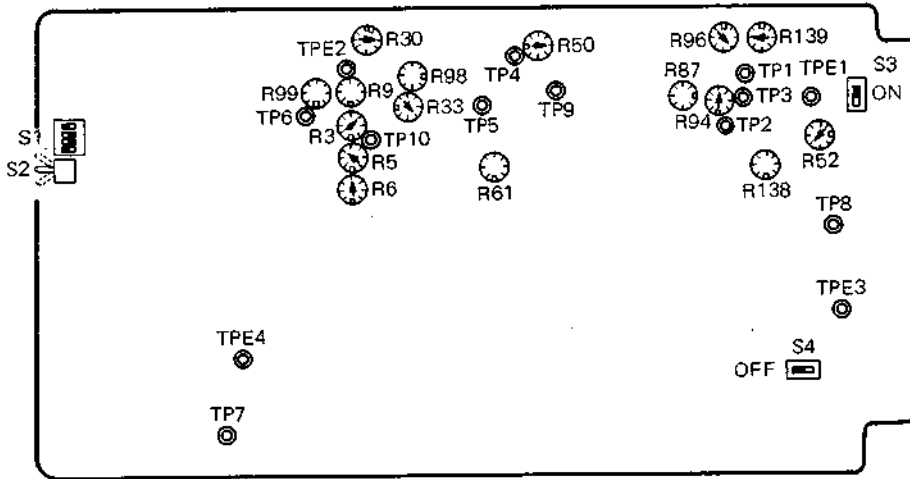 R30
R50
R96
R139
TPE2
TP4
S3
R98
R87
TP1
TPE1
R99
R9
TP9
TP3
ON
R33
TP6
TP5
R94
R3
TP10
TP2
S1
R52
R5
S2
R61
R138
R6
TP8
TPE3
TPE4
S4
OFF
TP7